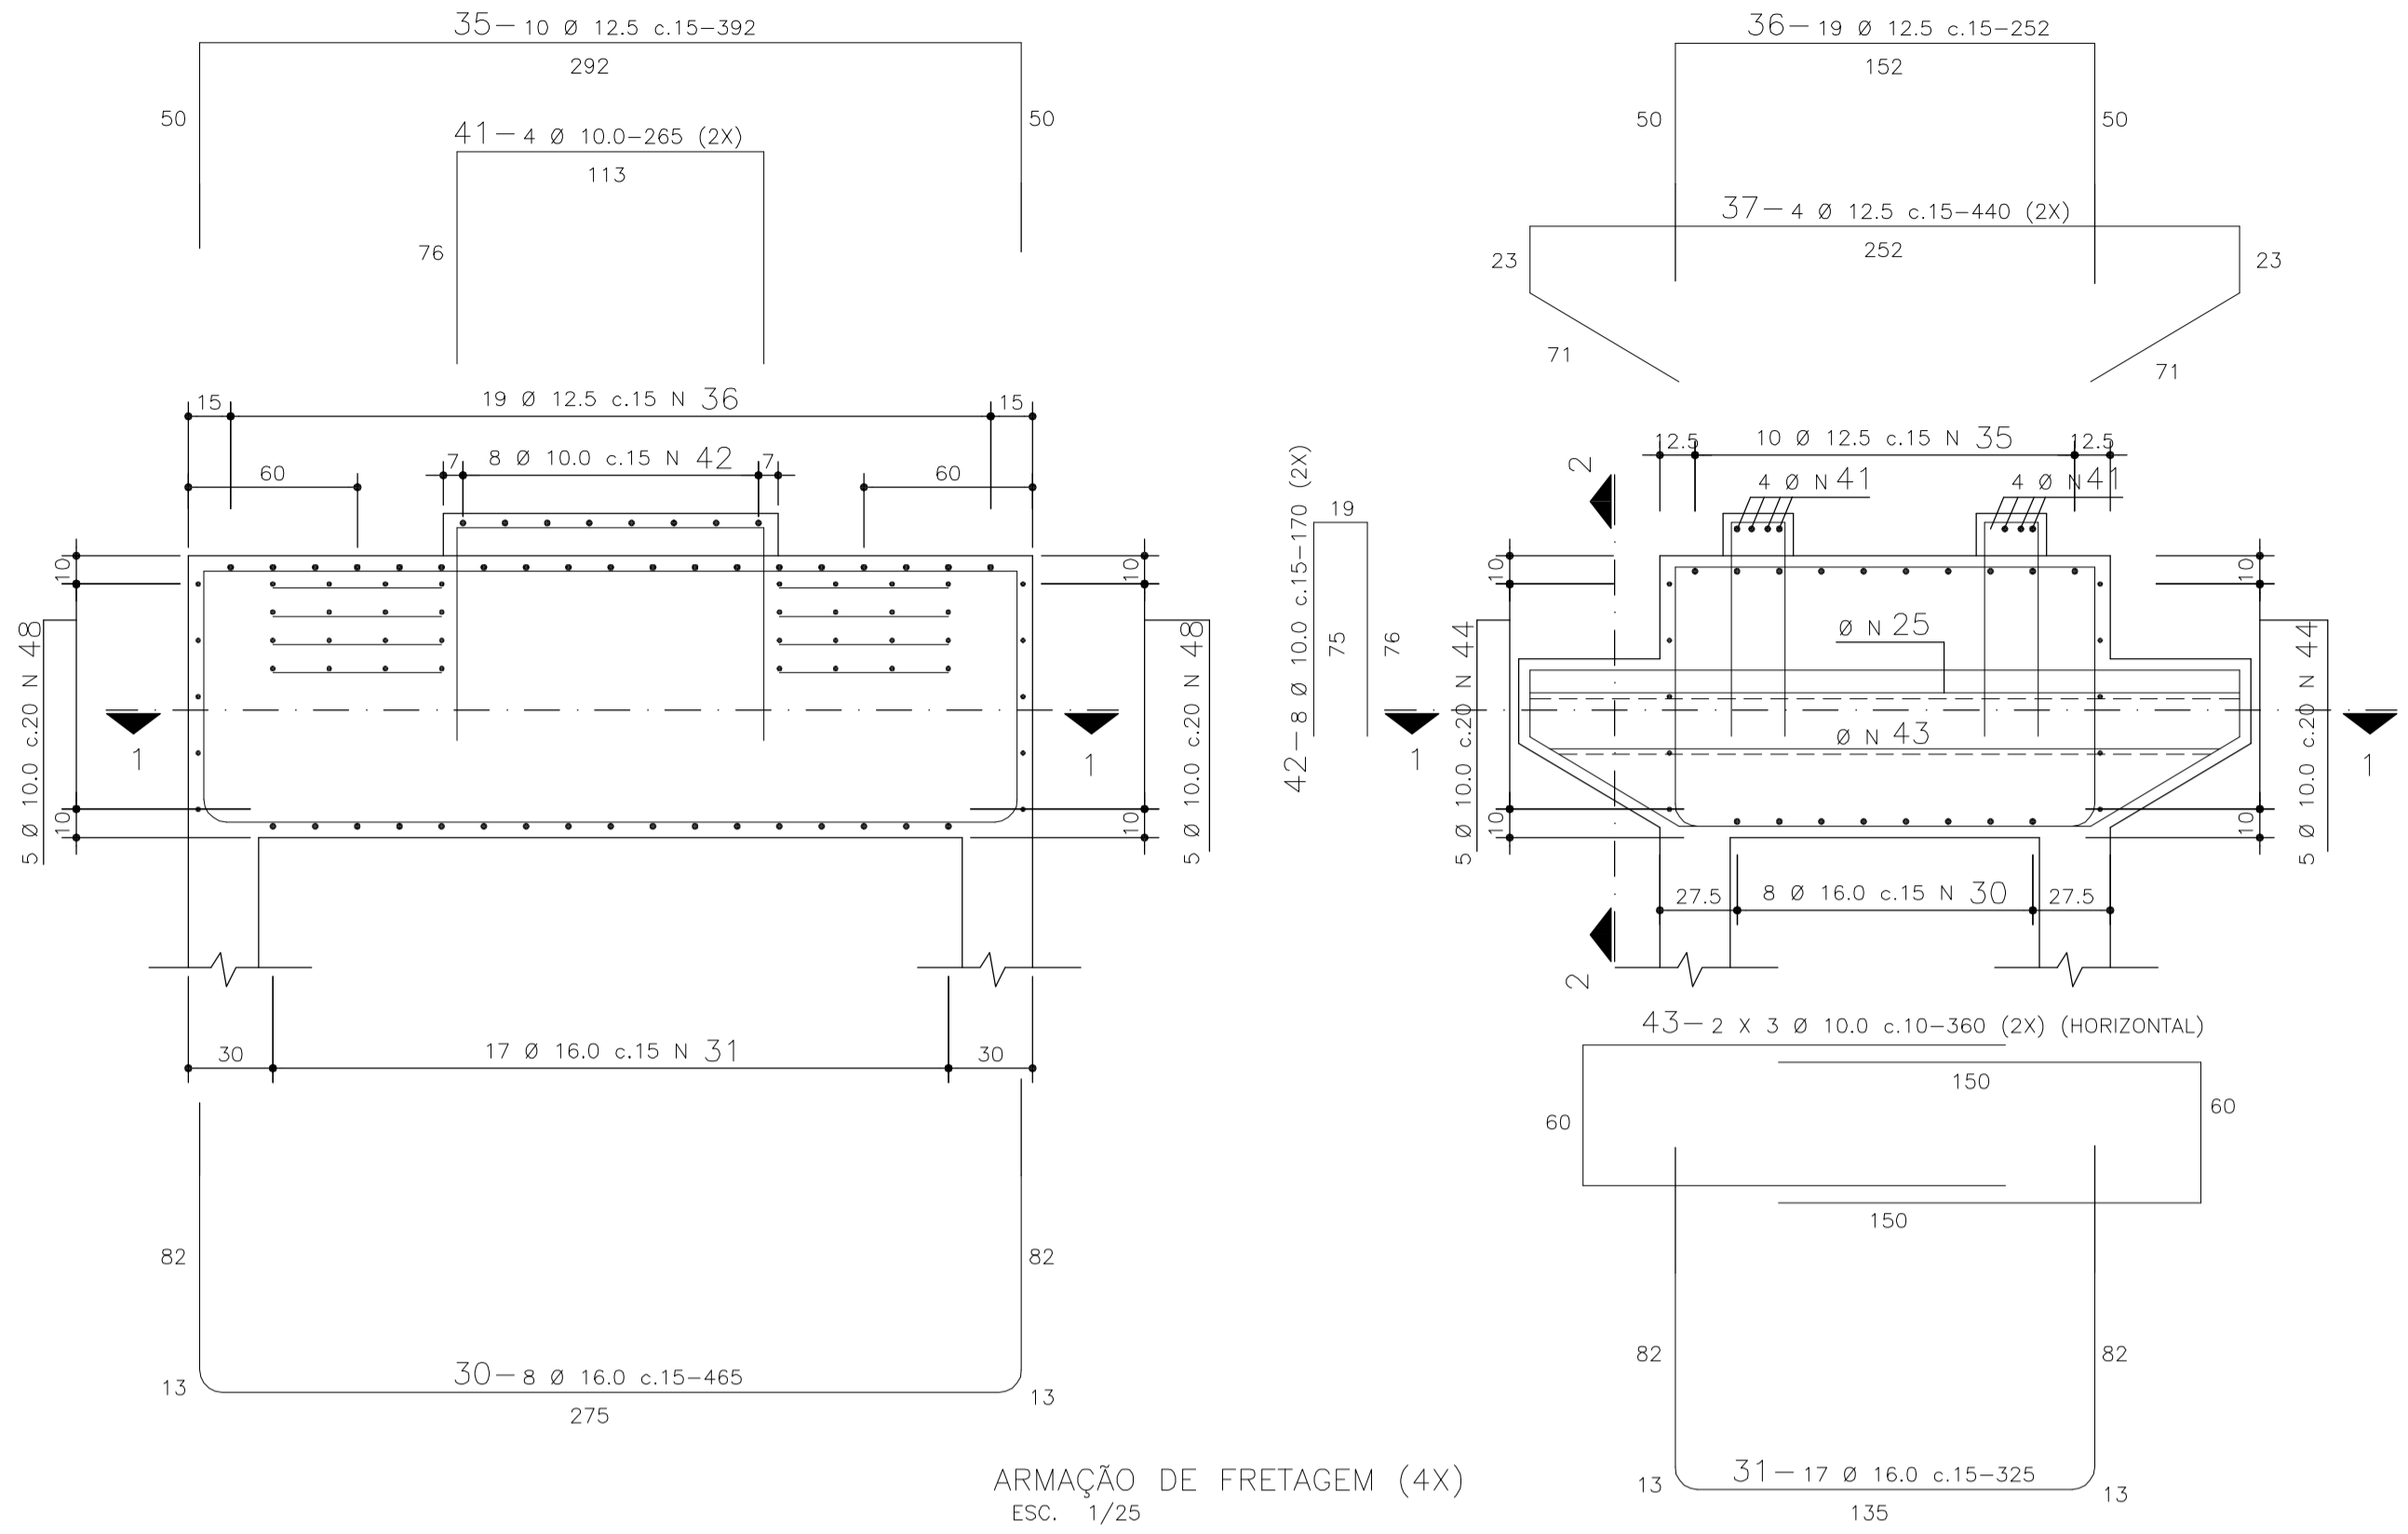 35–10 Ø 12.5 c.15–392
292
50
50
41–4 Ø 10.0–265 (2X)
113
76
36–19 Ø 12.5 c.15–252
152
50
50
37–4 Ø 12.5 c.15–440 (2X)
252
23
23
71
71
15
19 Ø 12.5 c.15 N 36
15
60
7
8 Ø 10.0 c.15 N 42
7
60
10
10
5 Ø 10.0 c.20 N 48
5 Ø 10.0 c.20 N 48
1
1
10
10
30
17 Ø 16.0 c.15 N 31
30
82
82
13
30–8 Ø 16.0 c.15–465
13
275
42–8 Ø 10.0 c.15–170 (2X)
19
75
76
12.5
10 Ø 12.5 c.15 N 35
12.5
2
4 Ø N 41
4 Ø N 41
10
10
5 Ø 10.0 c.20 N 44
5 Ø 10.0 c.20 N 44
Ø N 25
Ø N 43
1
1
10
10
27.5
8 Ø 16.0 c.15 N 30
27.5
2
43–2 X 3 Ø 10.0 c.10–360 (2X) (HORIZONTAL)
150
60
60
150
82
82
13
31–17 Ø 16.0 c.15–325
13
135
ARMAÇÃO DE FRETAGEM (4X)
ESC. 1/25